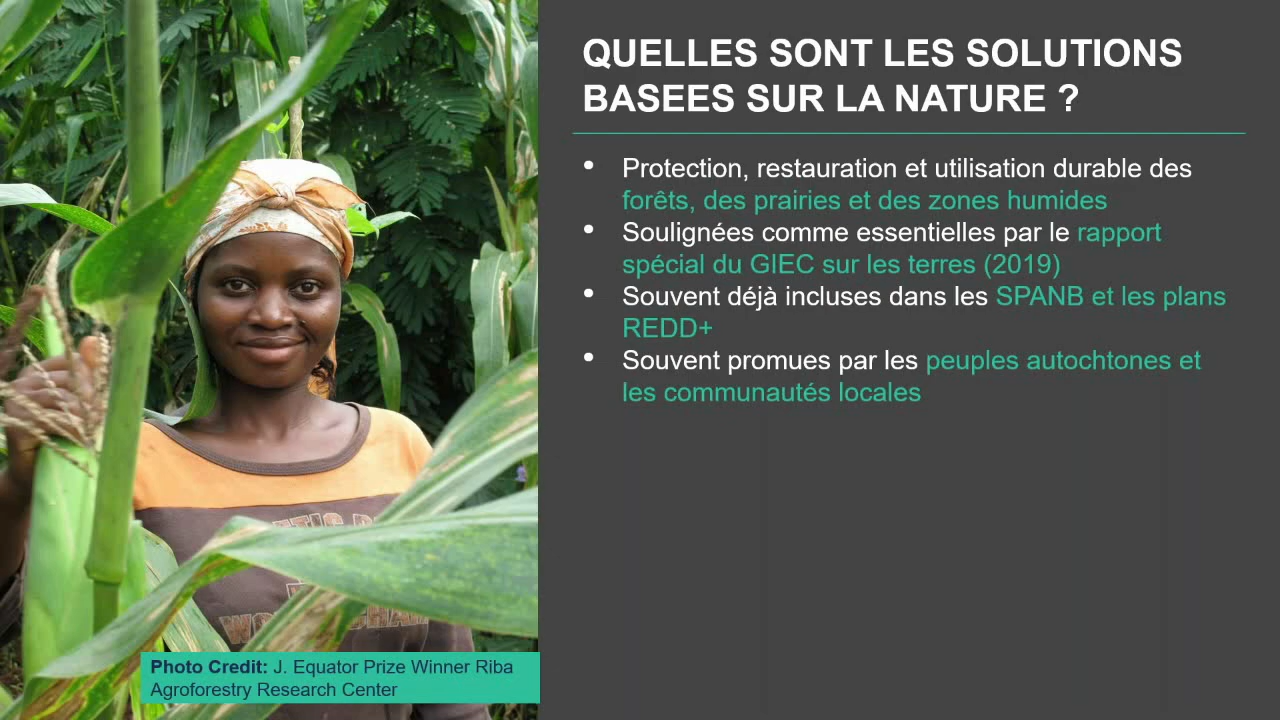 QUELLES SONT LES SOLUTIONS
BASEES SUR LA NATURE ?
• Protection, restauration et utilisation durable des
forêts, des prairies et des zones humides
• Soulignées comme essentielles par le rapport
spécial du GIEC sur les terres (2019)
• Souvent déjà incluses dans les SPANB et les plans
REDD+
• Souvent promues par les peuples autochtones et
les communautés locales
Photo Credit: J. Equator Prize Winner Riba
Agroforestry Research Center